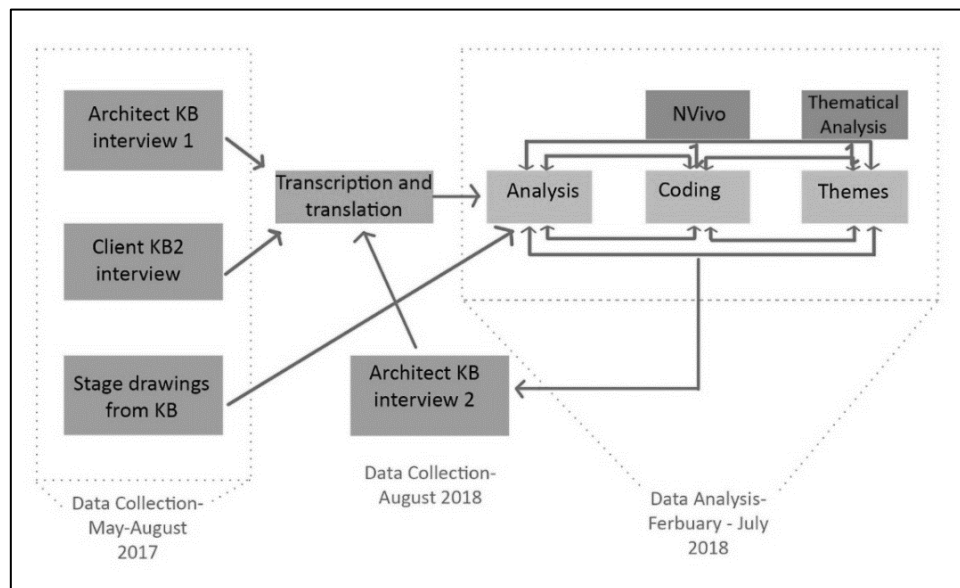 Architect KB
interview 1
Client KB2
interview
Stage drawings
from KB
Data Collection-
May-August
2017
Transcription and
translation
Architect KB
interview 2
Data Collection-
August 2018
NVivo
Thematical
Analysis
Analysis
Coding
Themes
Data Analysis-
Ferbuary - July
2018